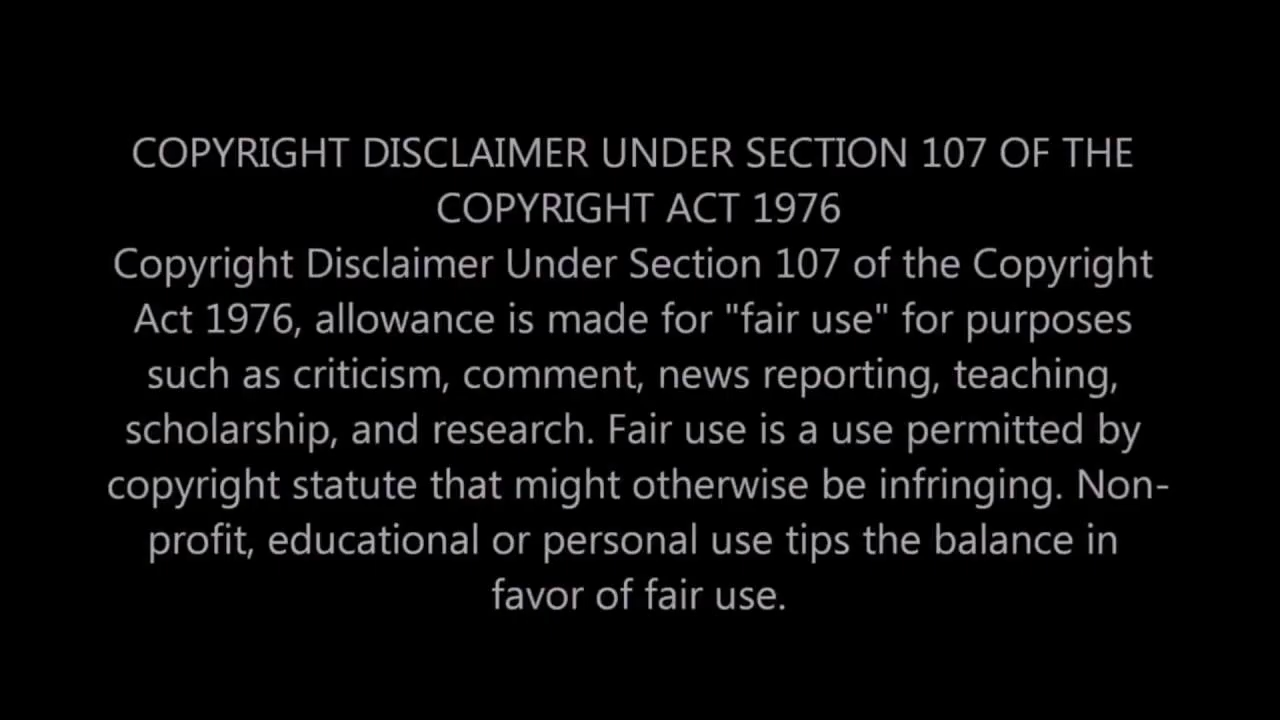 COPYRIGHT DISCLAIMER UNDER SECTION 107 OF THE
COPYRIGHT ACT 1976
Copyright Disclaimer Under Section 107 of the Copyright
Act 1976, allowance is made for "fair use" for purposes
such as criticism, comment, news reporting, teaching,
scholarship, and research. Fair use is a use permitted by
copyright statute that might otherwise be infringing. Non-
profit, educational or personal use tips the balance in
favor of fair use.